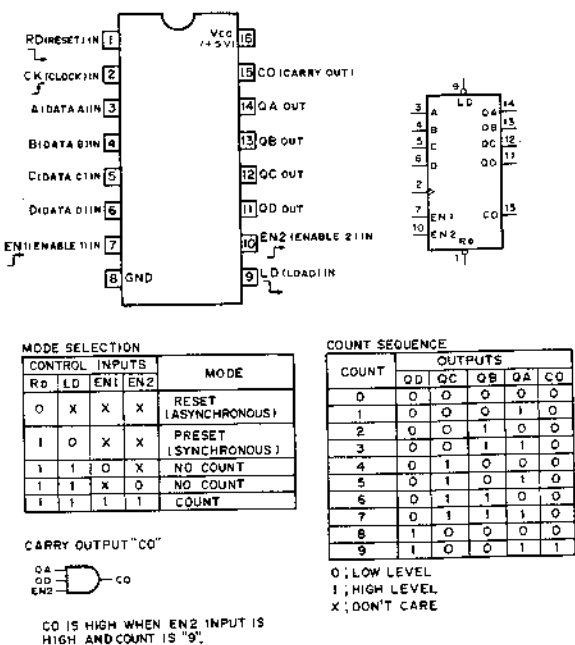 RD(RESET)IN 1
VCC (+5V) 16
CK(CLOCK)IN 2
15 CO(CARRY OUT)
A(DATA A)IN 3
14 QA OUT
B(DATA B)IN 4
13 QB OUT
C(DATA C)IN 5
12 QC OUT
D(DATA D)IN 6
11 QD OUT
EN1(ENABLE 1)IN 7
10 EN2(ENABLE 2)IN
8 GND
9 LD(LOAD)IN
9
LD
3 A QA 14
4 B QB 13
5 C QC 12
6 D QD 11
2
7 EN1 CO 15
10 EN2
RD
1
MODE SELECTION
CONTROL INPUTS MODE
RD LD EN1 EN2
0 X X X RESET (ASYNCHRONOUS)
1 0 X X PRESET (SYNCHRONOUS)
1 1 0 X NO COUNT
1 1 X 0 NO COUNT
1 1 1 1 COUNT
CARRY OUTPUT "CO"
QA
QD
EN2
CO
CO IS HIGH WHEN EN2 INPUT IS
HIGH AND COUNT IS "9".
COUNT SEQUENCE
COUNT OUTPUTS
QD QC QB QA CO
0 0 0 0 0 0
1 0 0 0 1 0
2 0 0 1 0 0
3 0 0 1 1 0
4 0 1 0 0 0
5 0 1 0 1 0
6 0 1 1 0 0
7 0 1 1 1 0
8 1 0 0 0 0
9 1 0 0 1 1
0 ; LOW LEVEL
1 ; HIGH LEVEL
X ; DON'T CARE